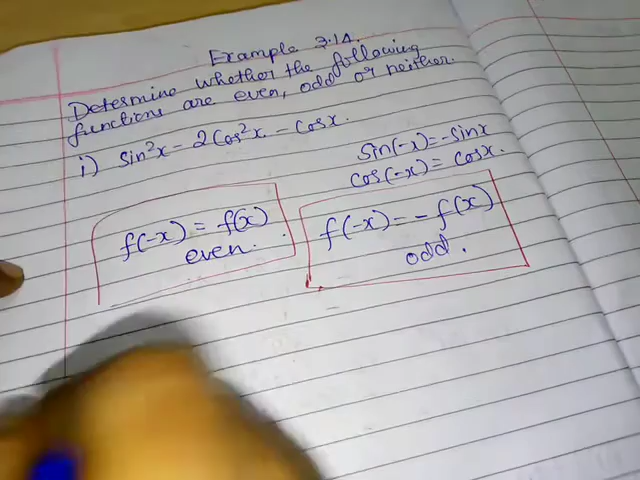 Example 3.14.
Determine whether the following
functions are even, odd or neither.
i) sin²x - 2Cos²x - cosx.
sin(-x)=-sinx
cos(-x) = cosx.
f(-x) = f(x)
even.
f(-x) = - f(x)
odd.